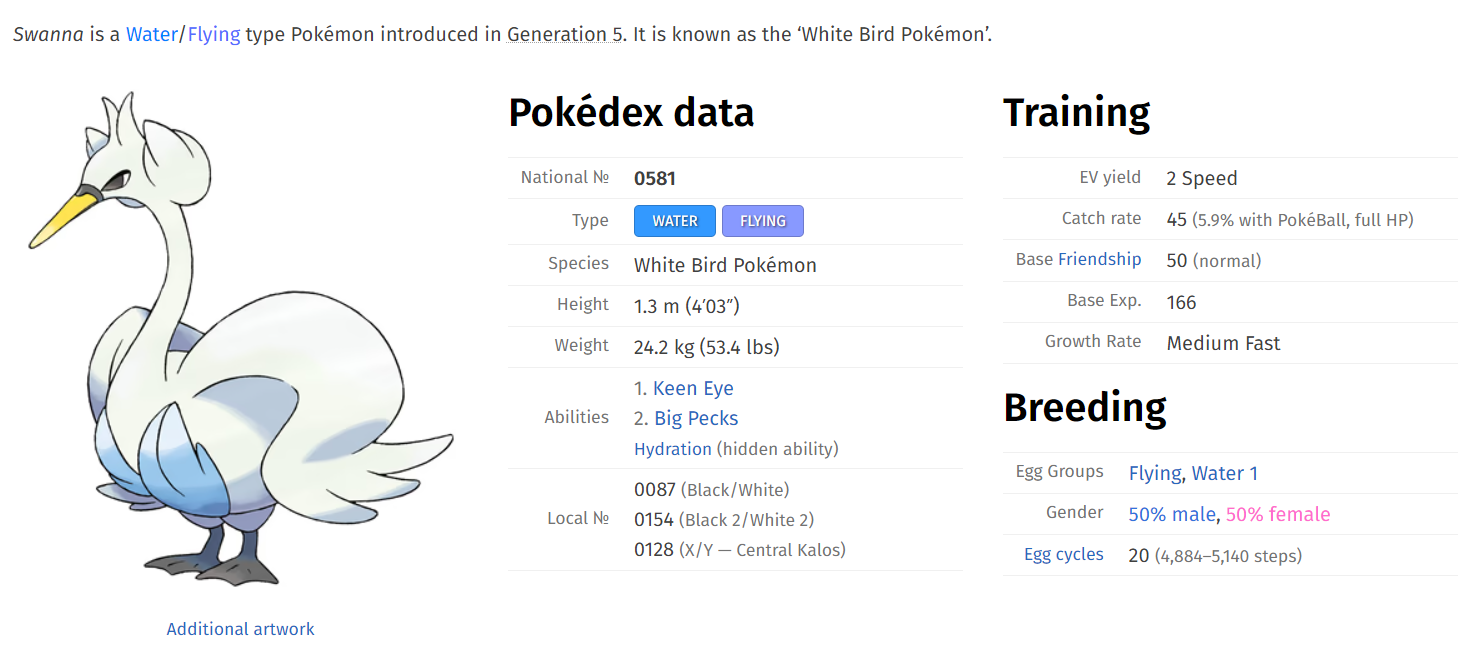 Swanna is a Water/Flying type Pokémon introduced in Generation 5. It is known as the ‘White Bird Pokémon’.
Additional artwork
Pokédex data
National № 0581
Type WATER FLYING
Species White Bird Pokémon
Height 1.3 m (4′03″)
Weight 24.2 kg (53.4 lbs)
Abilities
1. Keen Eye
2. Big Pecks
Hydration (hidden ability)
Local №
0087 (Black/White)
0154 (Black 2/White 2)
0128 (X/Y — Central Kalos)
Training
EV yield 2 Speed
Catch rate 45 (5.9% with PokéBall, full HP)
Base Friendship 50 (normal)
Base Exp. 166
Growth Rate Medium Fast
Breeding
Egg Groups Flying, Water 1
Gender 50% male, 50% female
Egg cycles 20 (4,884–5,140 steps)